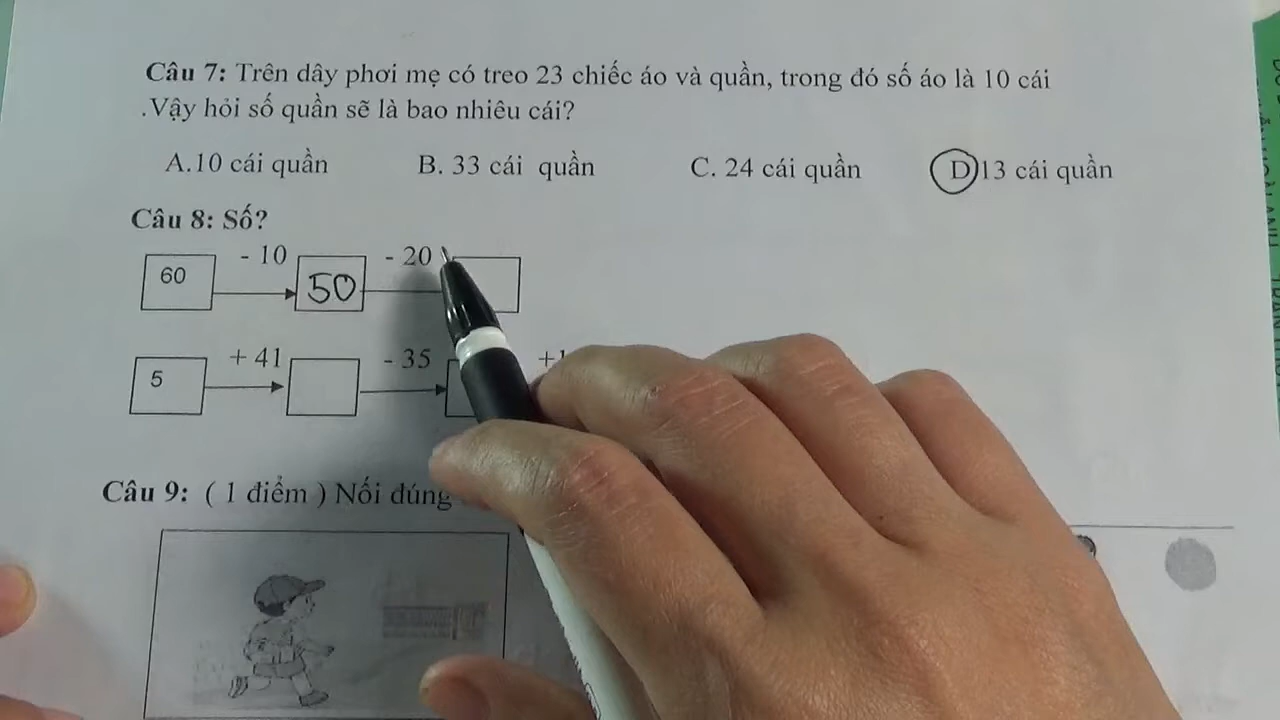 Câu 7: Trên dây phơi mẹ có treo 23 chiếc áo và quần, trong đó số áo là 10 cái
.Vậy hỏi số quần sẽ là bao nhiêu cái?
A.10 cái quần B. 33 cái quần C. 24 cái quần D 13 cái quần
Câu 8: Số?
- 10 - 20
60 50
+ 41 - 35
5
Câu 9: ( 1 điểm ) Nối đúng